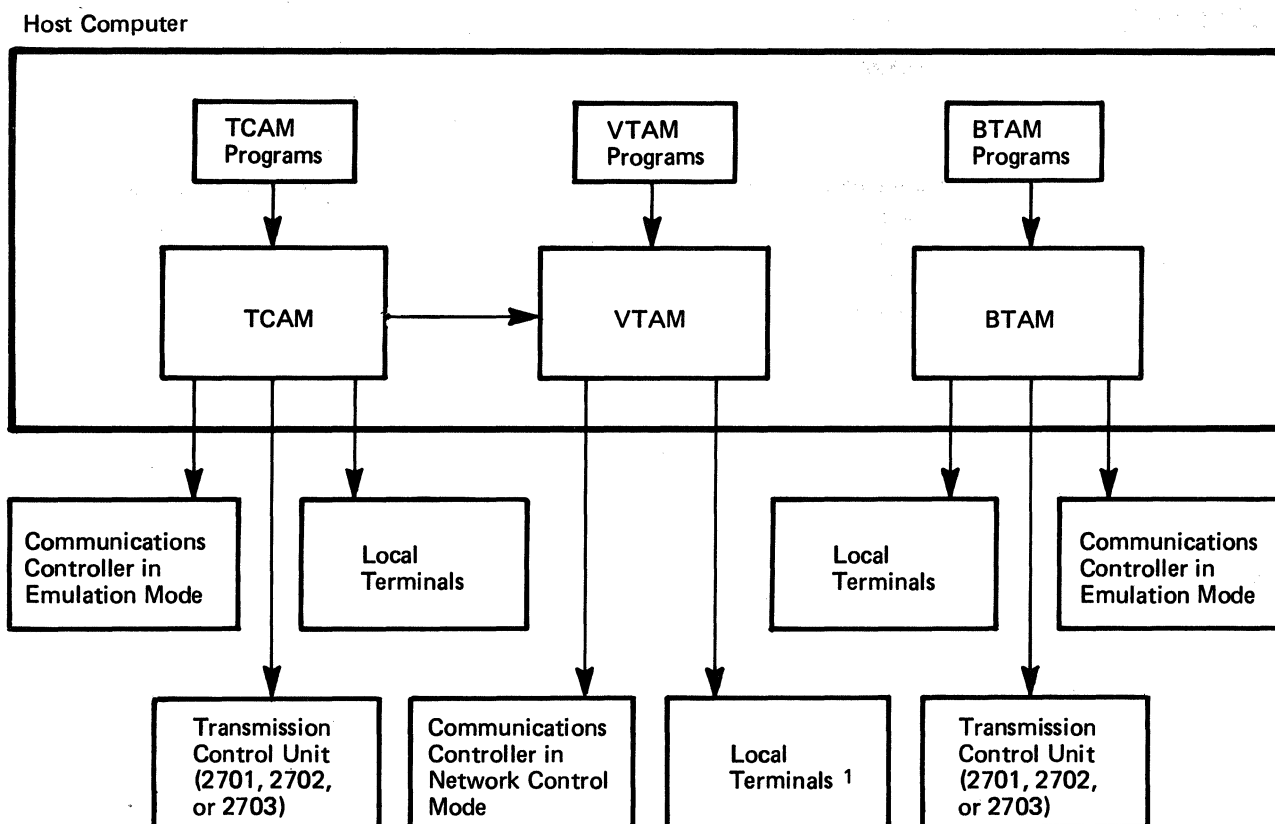 Host Computer
TCAM
Programs
VTAM
Programs
BTAM
Programs
TCAM
VTAM
BTAM
Communications
Controller in
Emulation Mode
Local
Terminals
Local
Terminals
Communications
Controller in
Emulation Mode
Transmission
Control Unit
(2701, 2702,
or 2703)
Communications
Controller in
Network Control
Mode
Local
Terminals 1
Transmission
Control Unit
(2701, 2702,
or 2703)